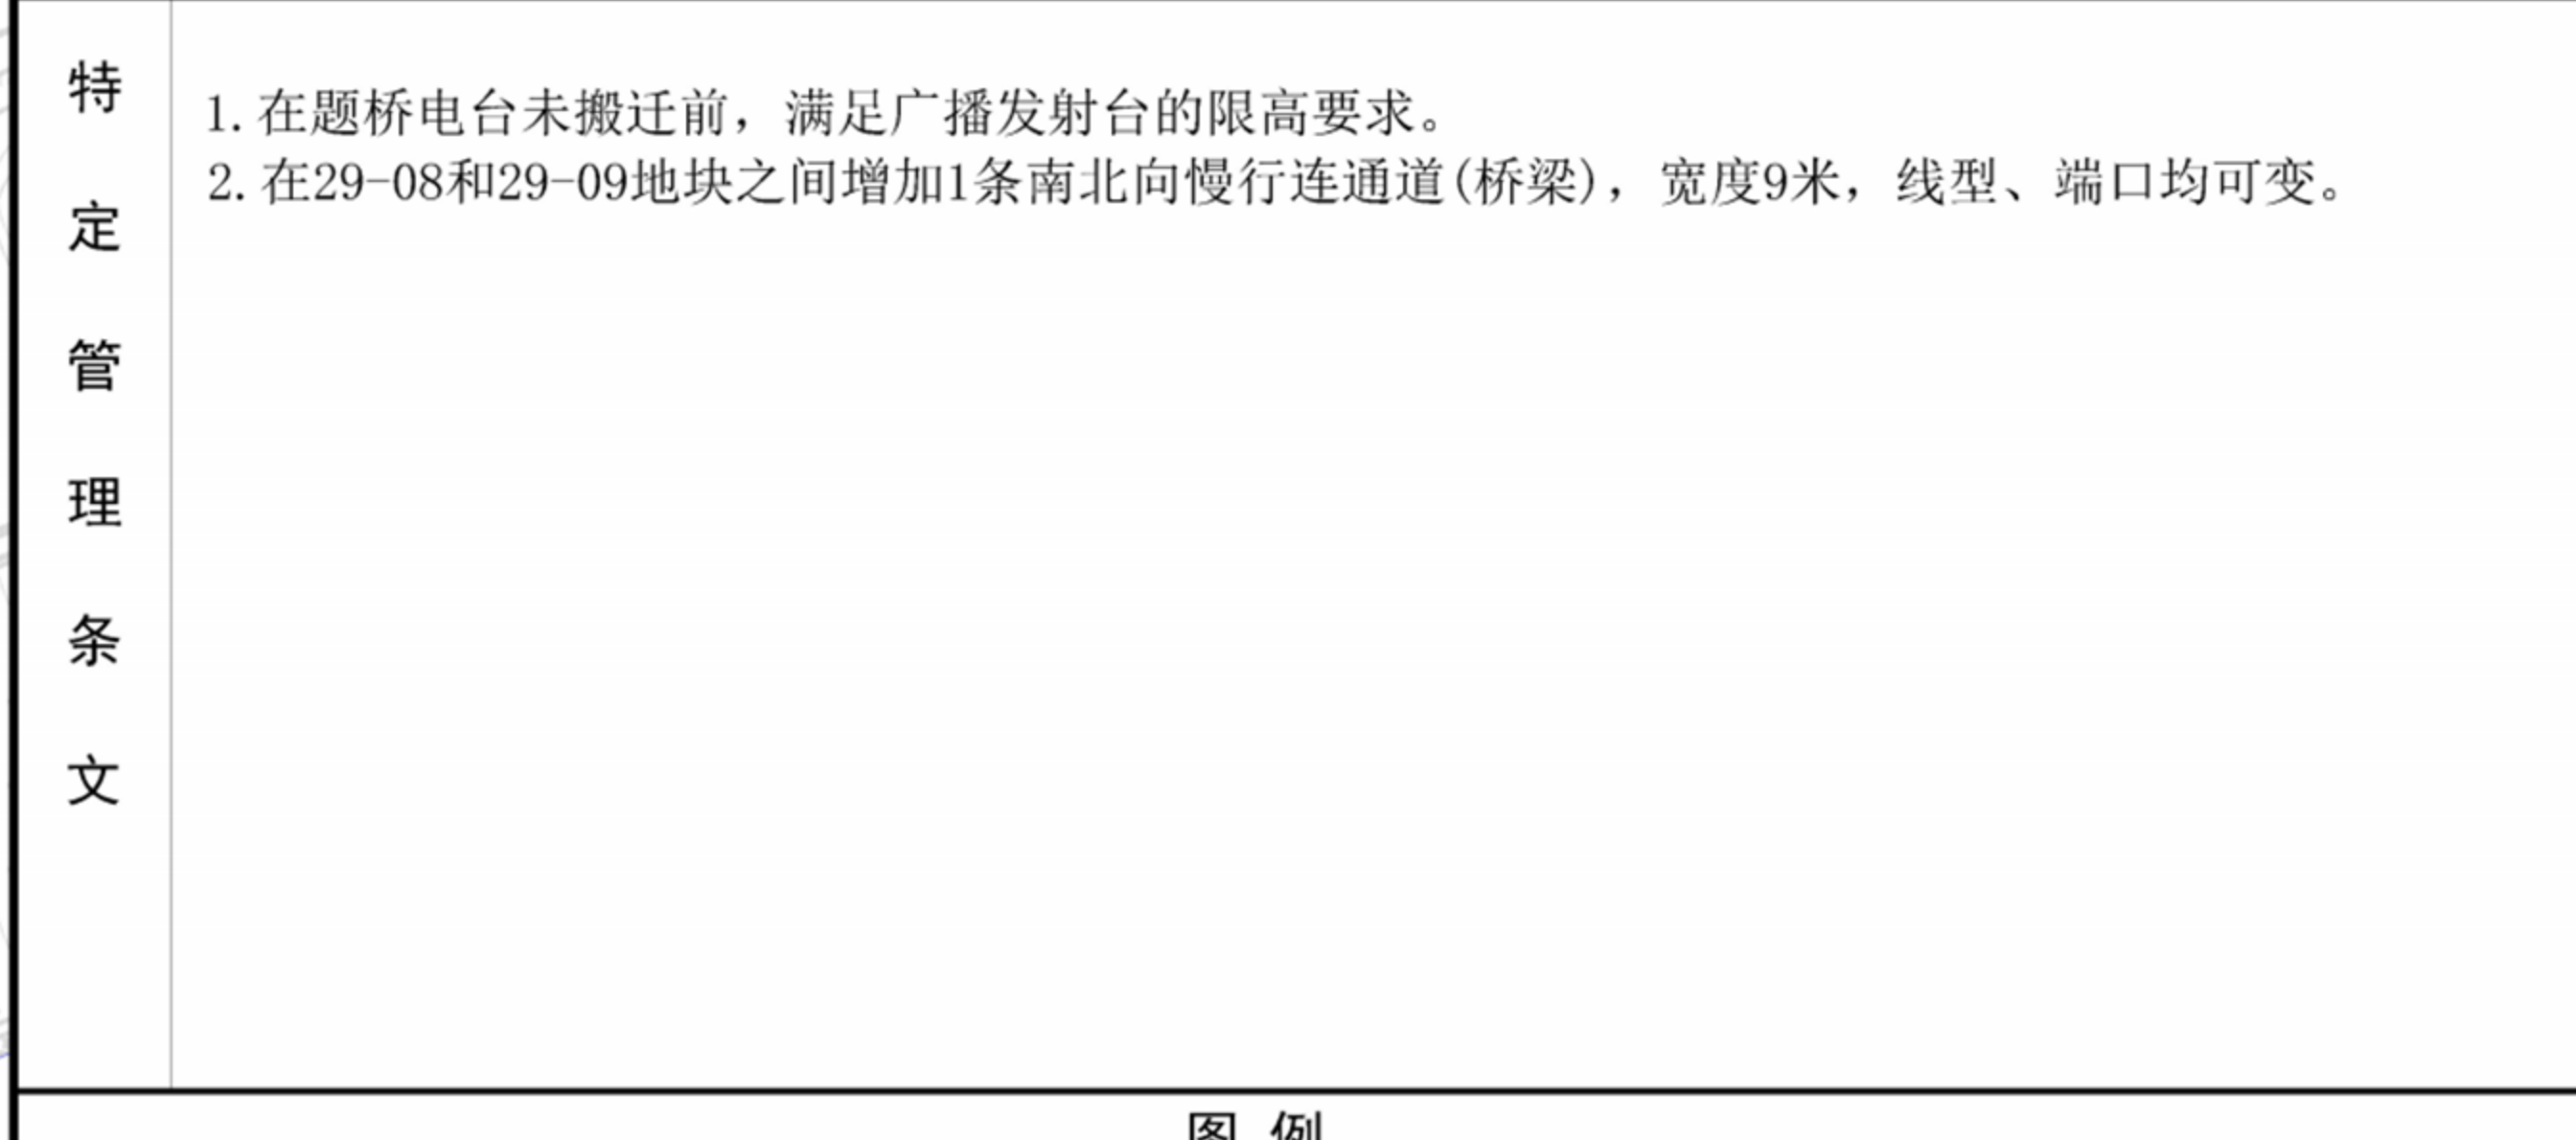 特定管理条文
1.在题桥电台未搬迁前，满足广播发射台的限高要求。
2.在29-08和29-09地块之间增加1条南北向慢行连通道(桥梁)，宽度9米，线型、端口均可变。
图例